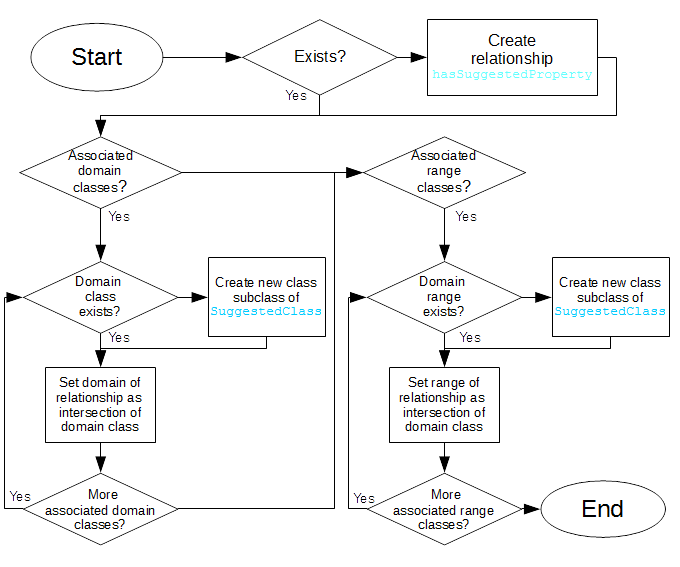 Start
Exists?
Create
relationship
hasSuggestedProperty
Yes
Associated
domain
classes?
Yes
Associated
range
classes?
Yes
Domain
class
exists?
Yes
Create new class
subclass of
SuggestedClass
Domain
range
exists?
Yes
Create new class
subclass of
SuggestedClass
Set domain of
relationship as
intersection of
domain class
Set range of
relationship as
intersection of
domain class
Yes
More
associated domain
classes?
Yes
More
associated range
classes?
End